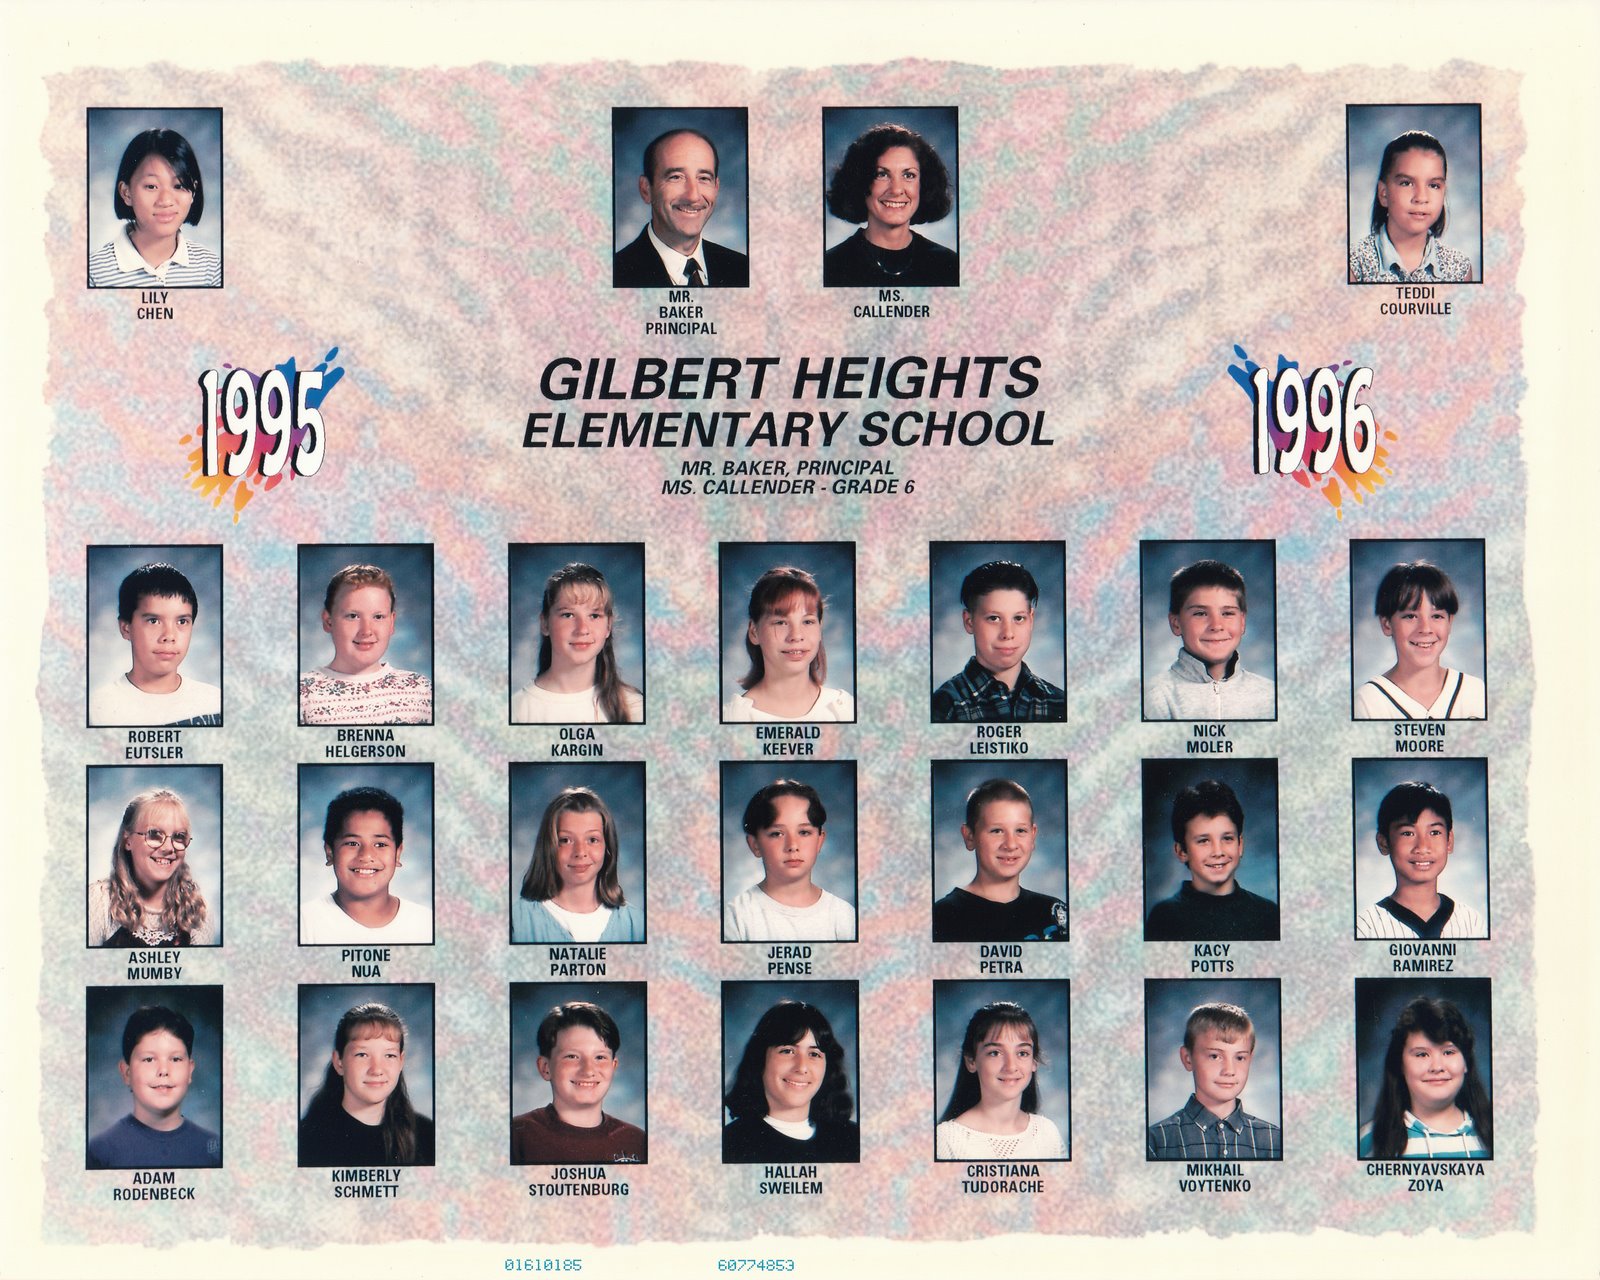 LILY
CHEN
MR.
BAKER
PRINCIPAL
MS.
CALLENDER
TEDDI
COURVILLE
1995
GILBERT HEIGHTS
ELEMENTARY SCHOOL
MR. BAKER, PRINCIPAL
MS. CALLENDER - GRADE 6
1996
ROBERT
EUTSLER
BRENNA
HELGERSON
OLGA
KARGIN
EMERALD
KEEVER
ROGER
LEISTIKO
NICK
MOLER
STEVEN
MOORE
ASHLEY
MUMBY
PITONE
NUA
NATALIE
PARTON
JERAD
PENSE
DAVID
PETRA
KACY
POTTS
GIOVANNI
RAMIREZ
ADAM
RODENBECK
KIMBERLY
SCHMETT
JOSHUA
STOUTENBURG
HALLAH
SWEILEM
CRISTIANA
TUDORACHE
MIKHAIL
VOYTENKO
CHERNYAVSKAYA
ZOYA
01610185
60774853